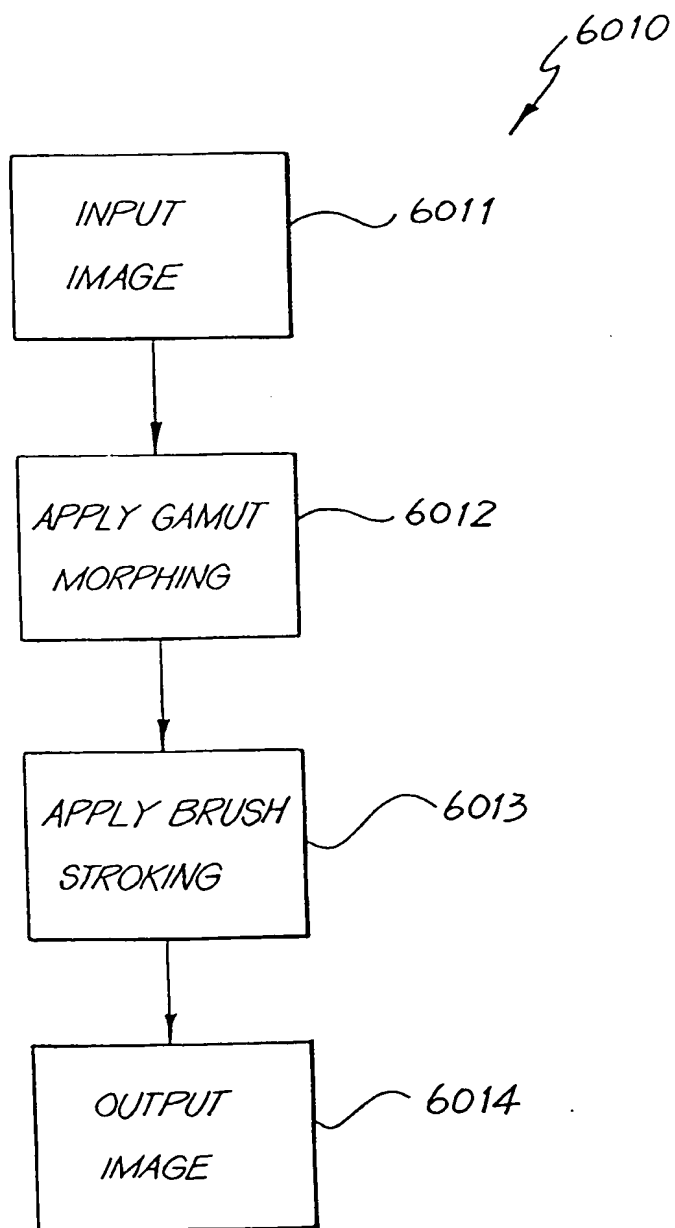 6010
INPUT
IMAGE
6011
APPLY GAMUT
MORPHING
6012
APPLY BRUSH
STROKING
6013
OUTPUT
IMAGE
6014